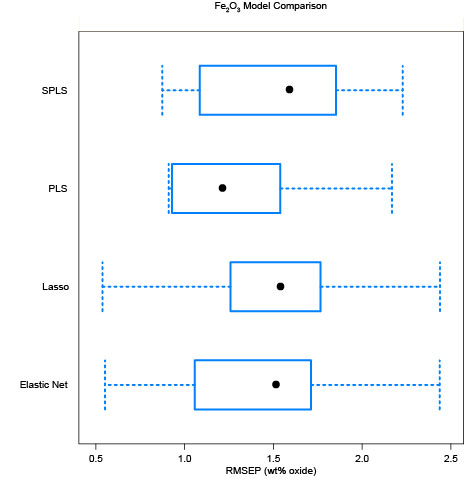 Fe₂O₃ Model Comparison
SPLS
PLS
Lasso
Elastic Net
0.5 1.0 1.5 2.0 2.5
RMSEP (wt% oxide)